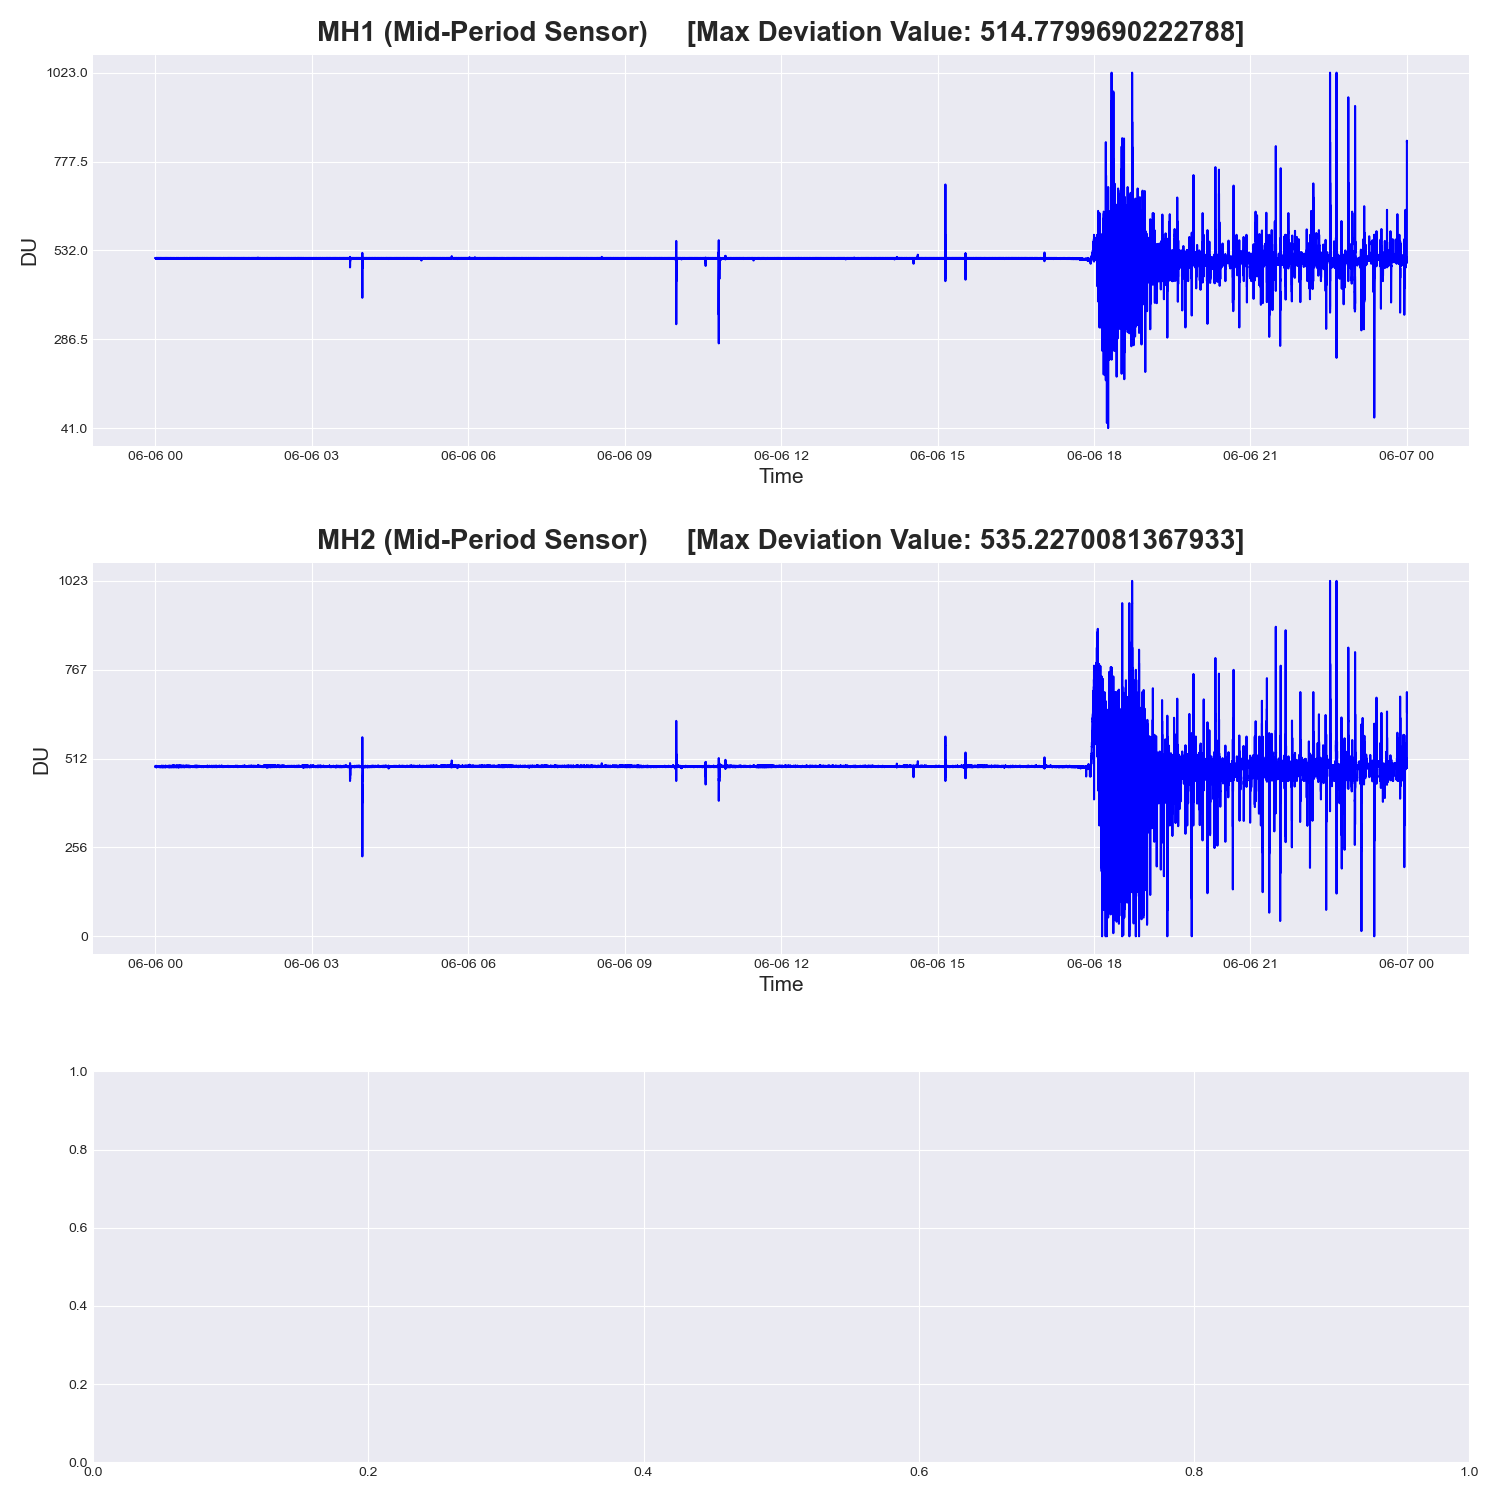 MH1 (Mid-Period Sensor) [Max Deviation Value: 514.7799690222788]
1023.0
777.5
532.0
286.5
41.0
DU
06-06 00 06-06 03 06-06 06 06-06 09 06-06 12 06-06 15 06-06 18 06-06 21 06-07 00
Time
MH2 (Mid-Period Sensor) [Max Deviation Value: 535.2270081367933]
1023
767
512
256
0
DU
06-06 00 06-06 03 06-06 06 06-06 09 06-06 12 06-06 15 06-06 18 06-06 21 06-07 00
Time
1.0
0.8
0.6
0.4
0.2
0.0
0.0 0.2 0.4 0.6 0.8 1.0